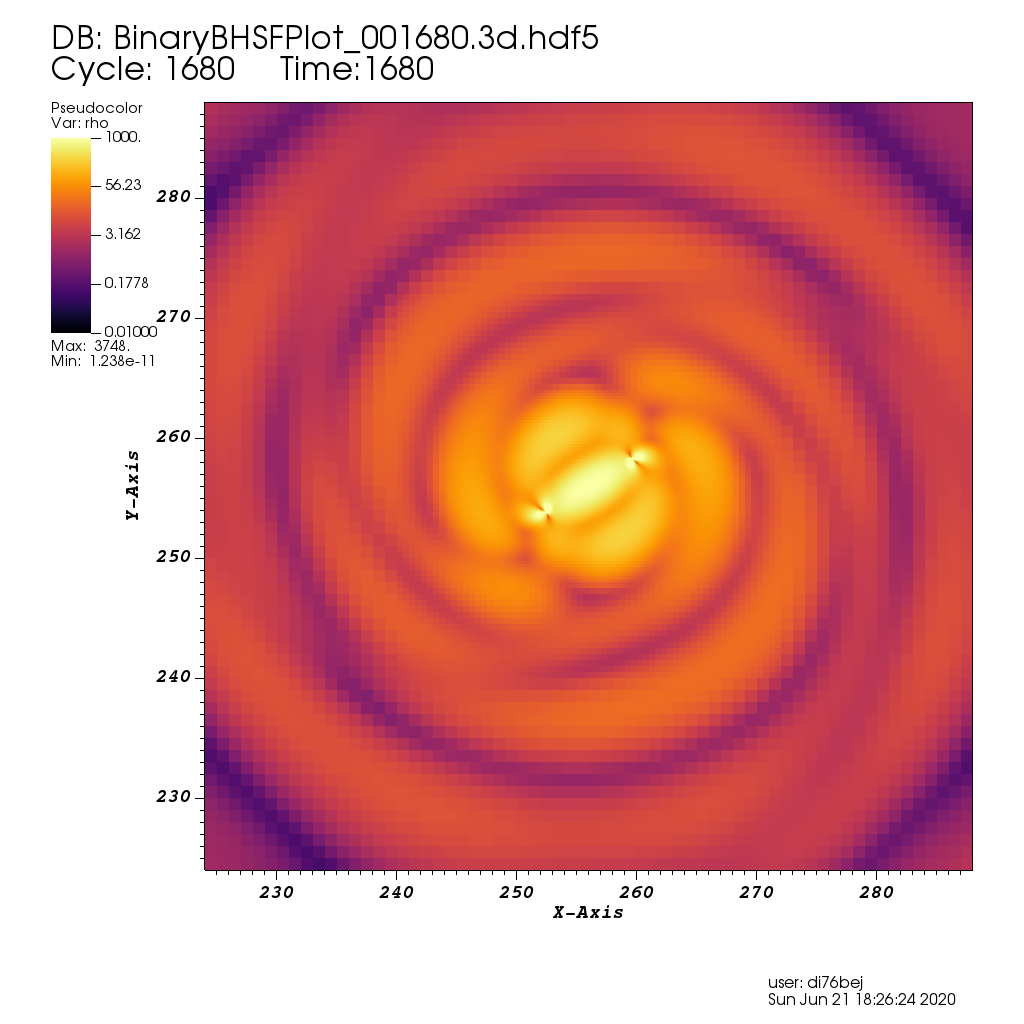 DB: BinaryBHSFPlot_001680.3d.hdf5
Cycle: 1680 Time:1680
Pseudocolor
Var: rho
1000.
56.23
3.162
0.1778
0.01000
Max: 3748.
Min: 1.238e-11
280
270
260
250
240
230
Y-Axis
230 240 250 260 270 280
X-Axis
user: di76bej
Sun Jun 21 18:26:24 2020